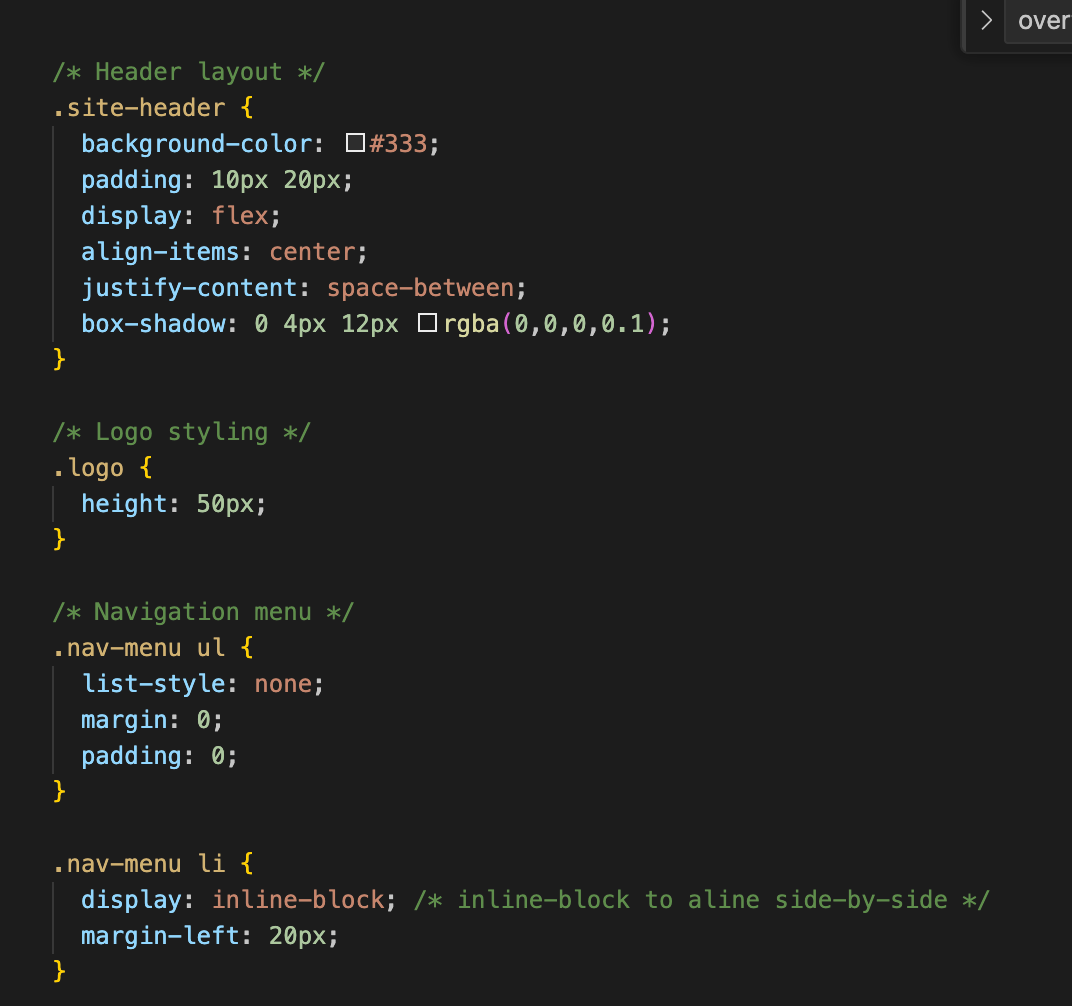 over
/* Header layout */
.site-header {
background-color: #333;
padding: 10px 20px;
display: flex;
align-items: center;
justify-content: space-between;
box-shadow: 0 4px 12px rgba(0,0,0,0.1);
}
/* Logo styling */
.logo {
height: 50px;
}
/* Navigation menu */
.nav-menu ul {
list-style: none;
margin: 0;
padding: 0;
}
.nav-menu li {
display: inline-block; /* inline-block to aline side-by-side */
margin-left: 20px;
}